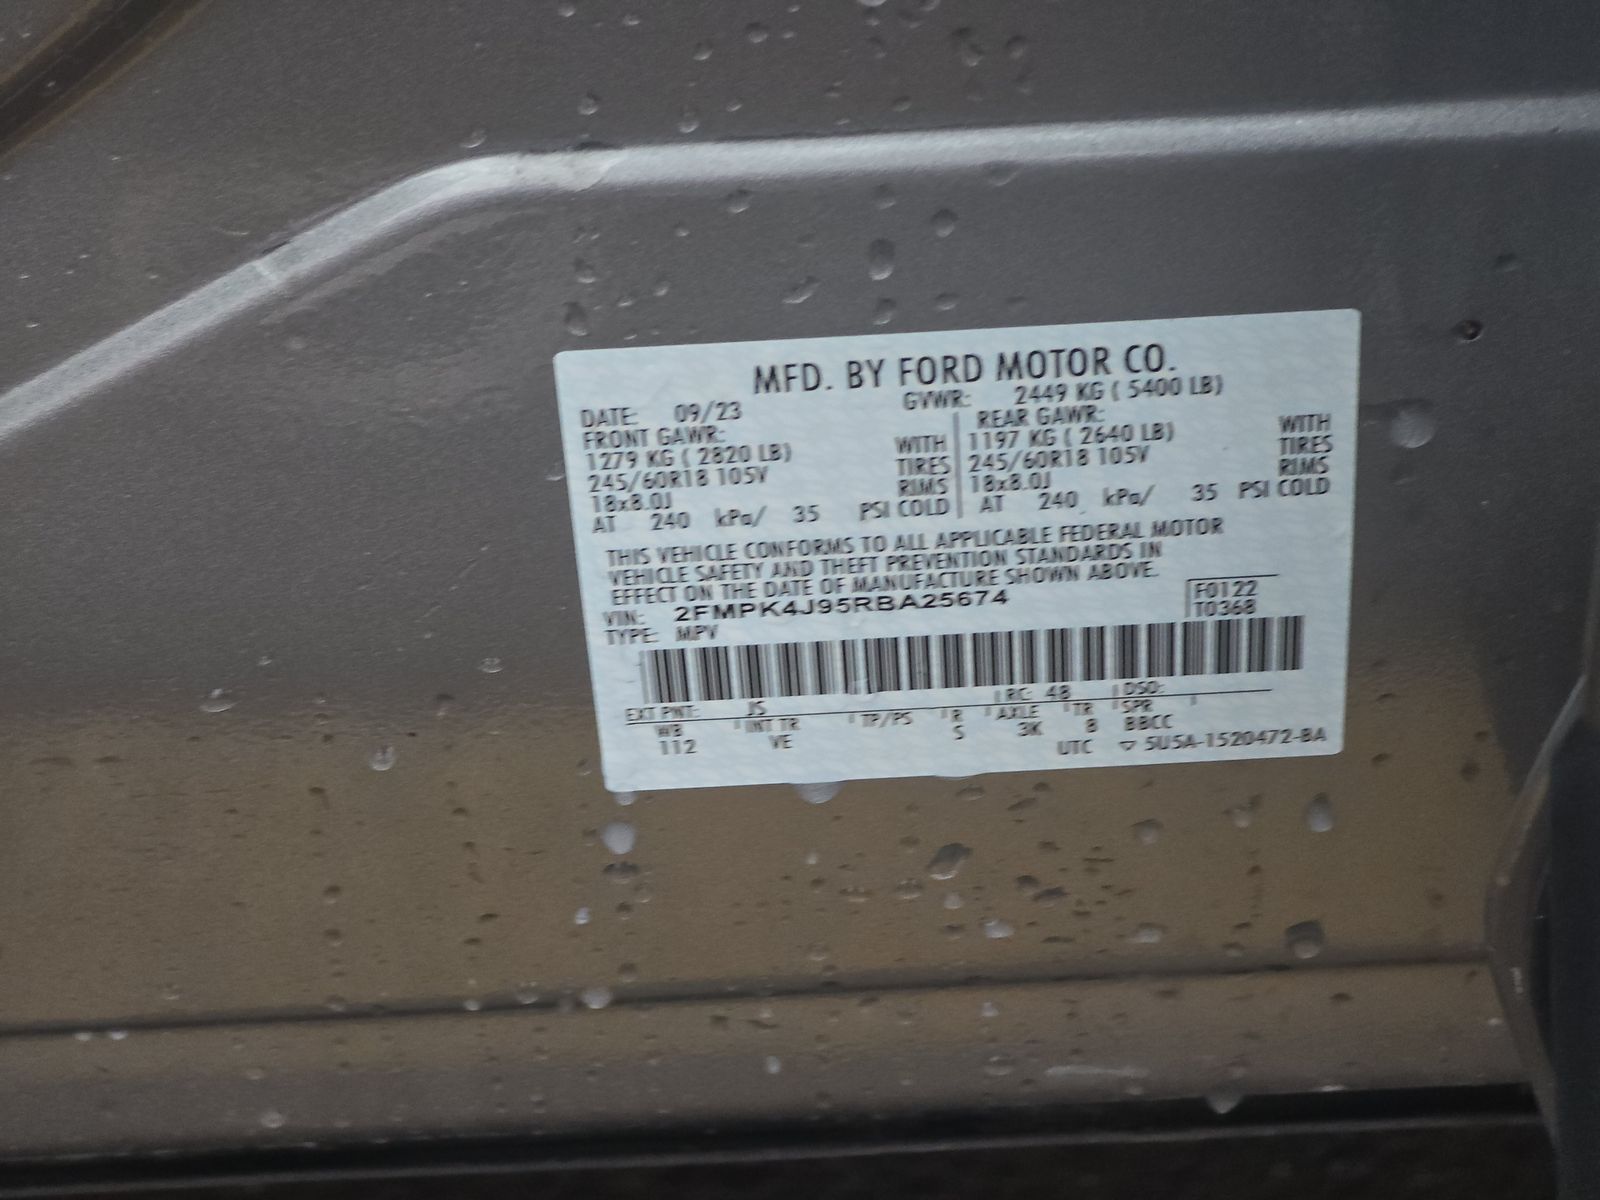 MFD. BY FORD MOTOR CO.
DATE: 09/23 GVWR: 2449 KG ( 5400 LB)
FRONT GAWR: REAR GAWR:
1279 KG ( 2820 LB) WITH 1197 KG ( 2640 LB) WITH
245/60R18 105V TIRES 245/60R18 105V TIRES
18x8.0J RIMS 18x8.0J RIMS
AT 240 kPa/ 35 PSI COLD AT 240 kPa/ 35 PSI COLD
THIS VEHICLE CONFORMS TO ALL APPLICABLE FEDERAL MOTOR
VEHICLE SAFETY AND THEFT PREVENTION STANDARDS IN
EFFECT ON THE DATE OF MANUFACTURE SHOWN ABOVE.
VIN: 2FMPK4J95RBA25674 F0122
TYPE: MPV T0368
EXT PNT: JS RC: 48 DSO:
WB INT TR TP/PS R AXLE TR SPR
112 VE S 3K 8 BBCC
UTC ▽ 5U5A-1520472-BA